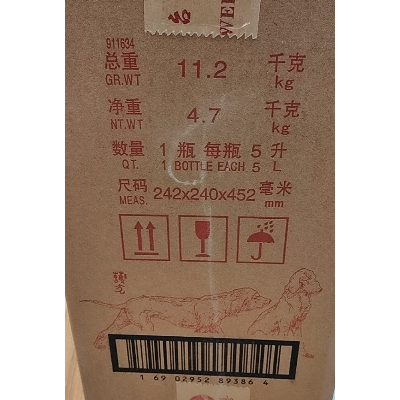 WEI
911634
总重 11.2 千克
GR.WT kg
净重 4.7 千克
NT.WT kg
数量 1 瓶 每瓶 5 升
QT. 1 BOTTLE EACH 5 L
尺码 242x240x452 毫米
MEAS. mm
1 69 02952 89386 4